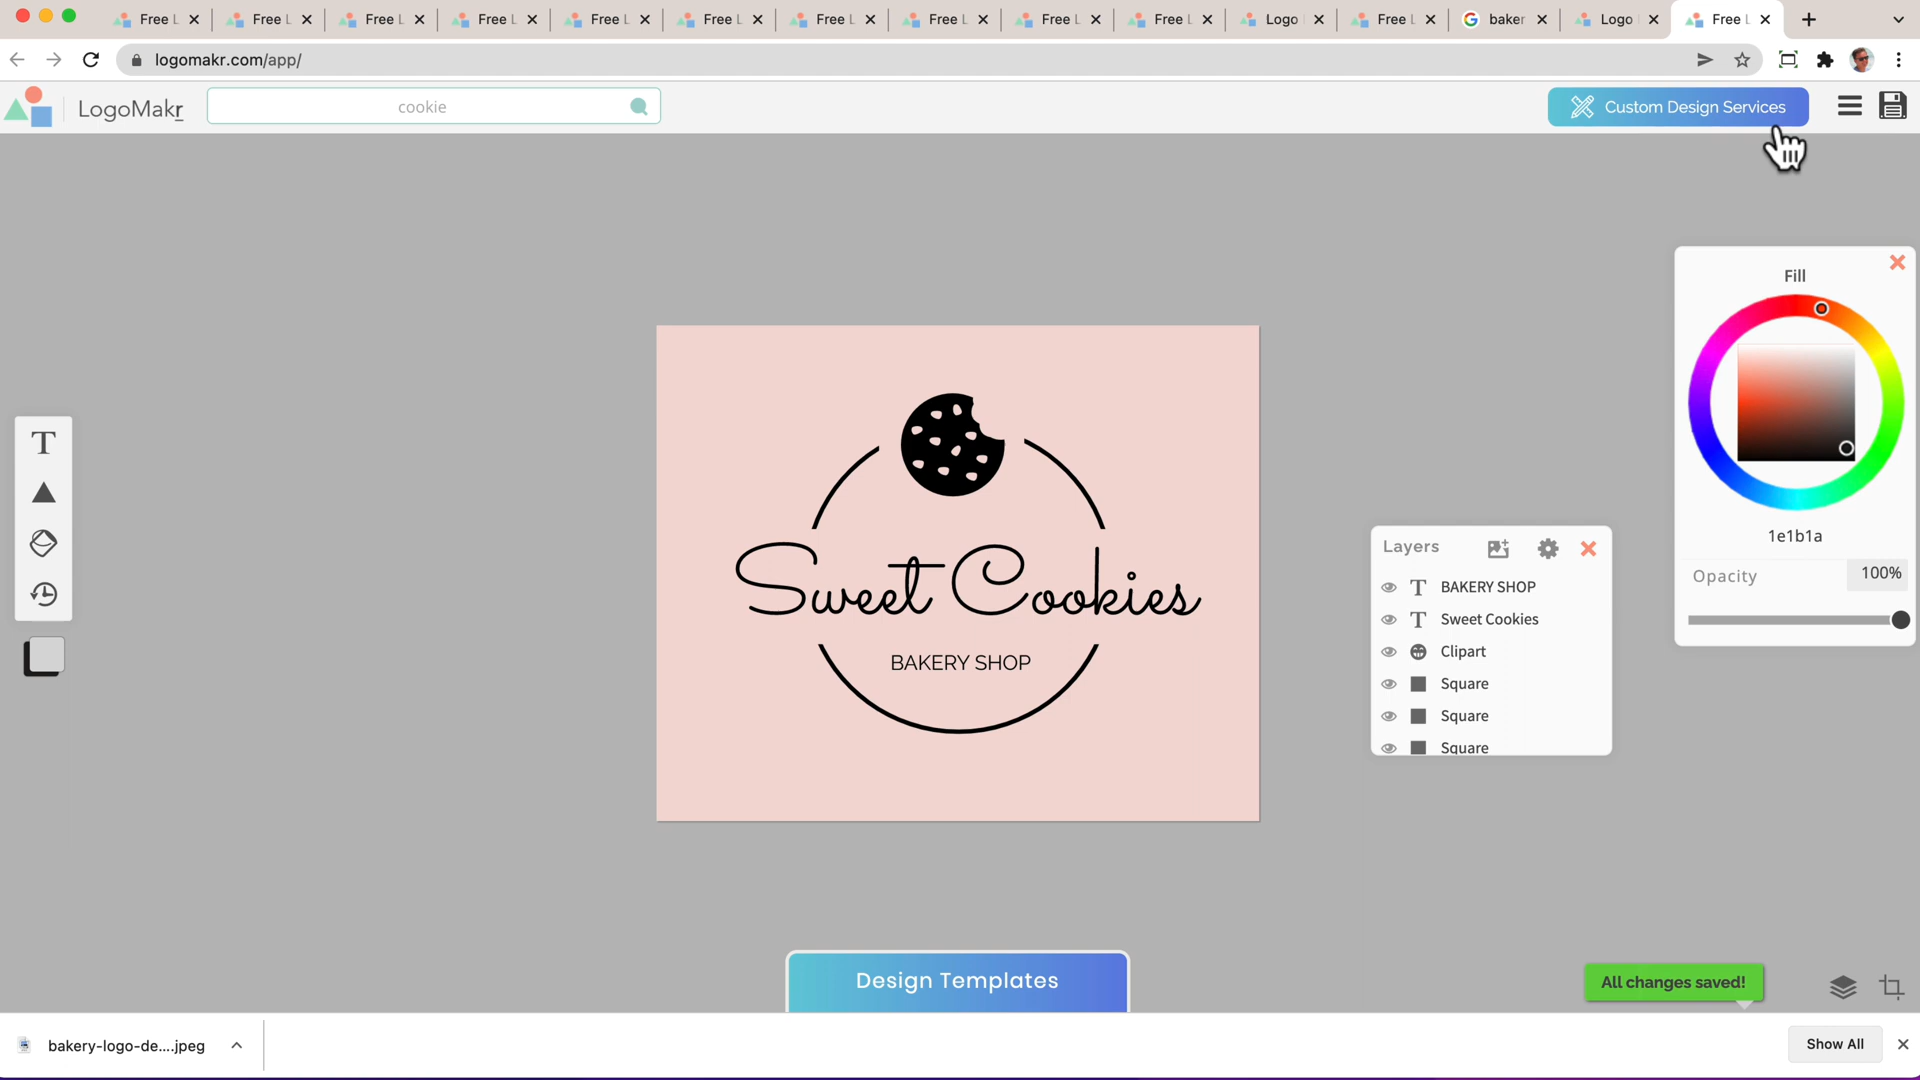 Free L
Free L
Free L
Free L
Free L
Free L
Free L
Free L
Free L
Free L
Logo
Free L
baker
Logo
Free L
logomakr.com/app/
LogoMakr
cookie
Custom Design Services
Fill
1e1b1a
Opacity
100%
Sweet Cookies
BAKERY SHOP
Layers
T BAKERY SHOP
T Sweet Cookies
Clipart
Square
Square
Square
T
Design Templates
All changes saved!
bakery-logo-de....jpeg
Show All